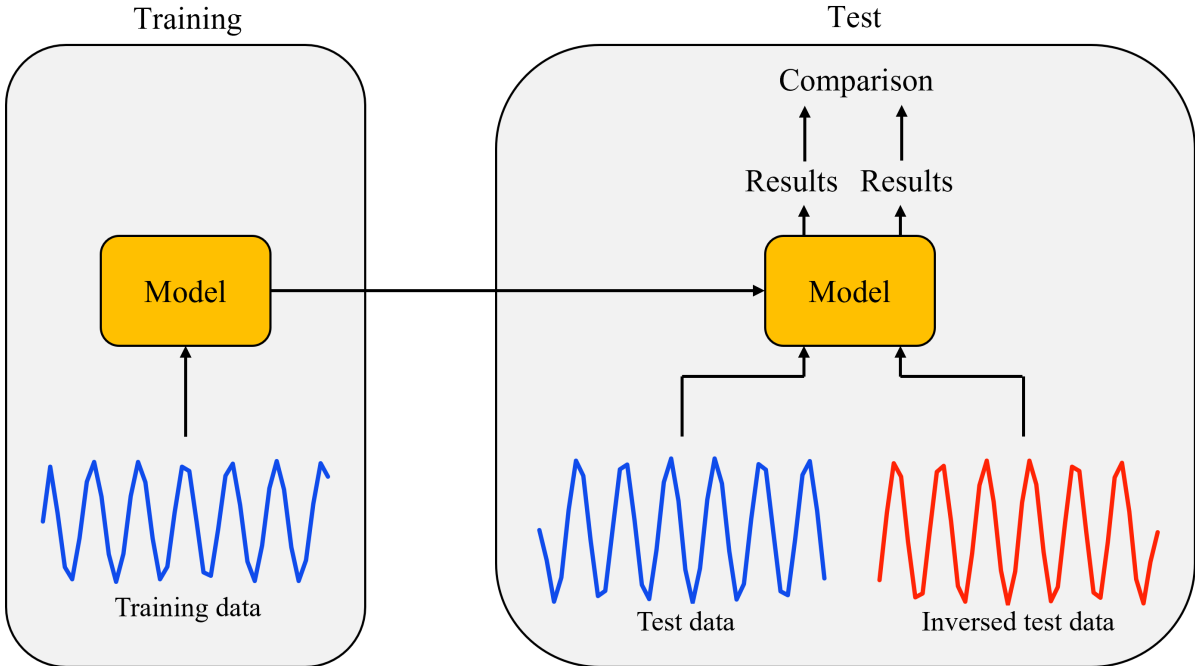 Training
Test
Comparison
Results Results
Model
Model
Training data
Test data
Inversed test data